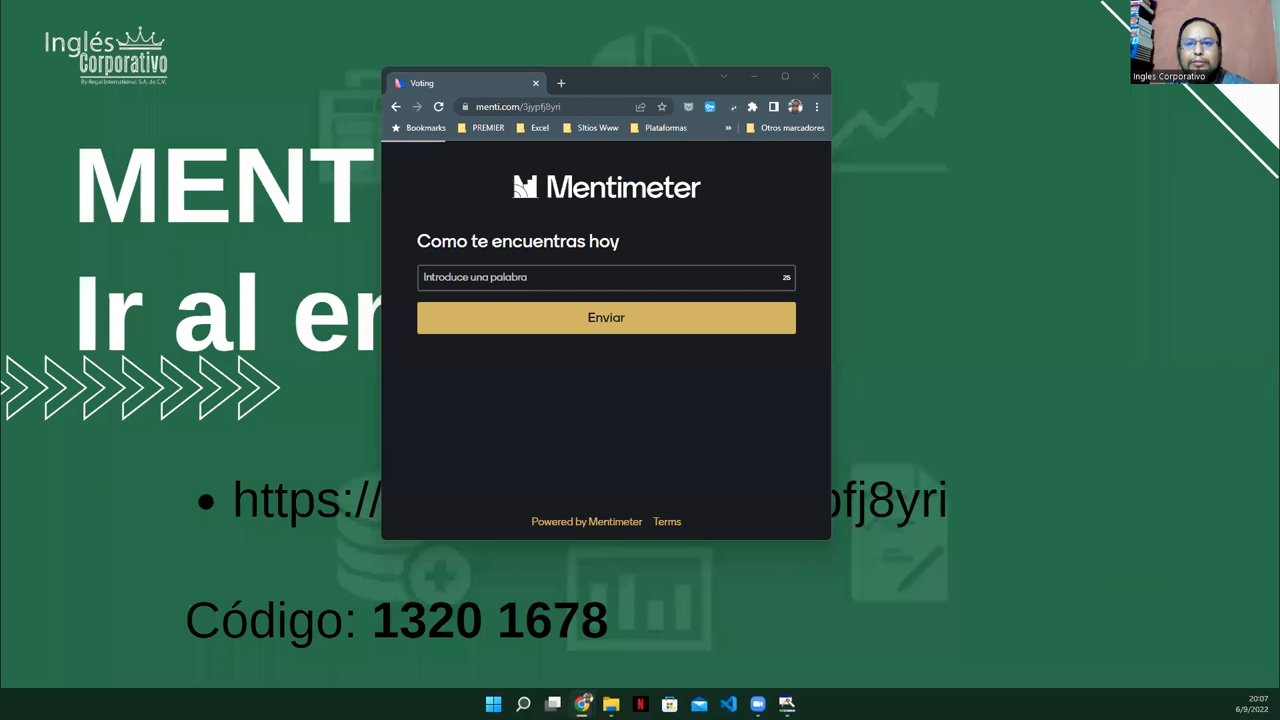 Inglés
Corporativo
By Regal International, S.A. de C.V.
MENT
Ir al en
https://
pfj8yri
Código: 1320 1678
Voting
menti.com/3jypfj8yri
Bookmarks
PREMIER
Excel
SItios Www
Plataformas
»
Otros marcadores
Mentimeter
Como te encuentras hoy
Introduce una palabra
25
Enviar
Powered by Mentimeter Terms
Ingles Corporativo
N
20:07
6/9/2022